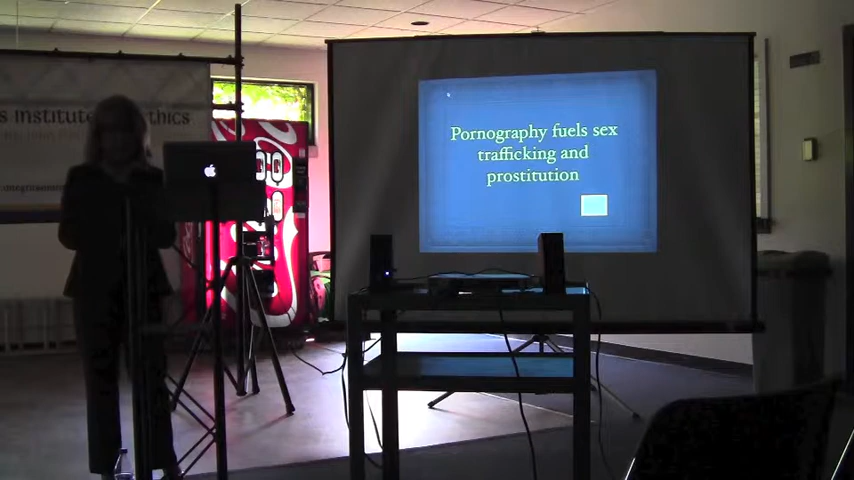 s Institute
thics
Pornography fuels sex
trafficking and
prostitution